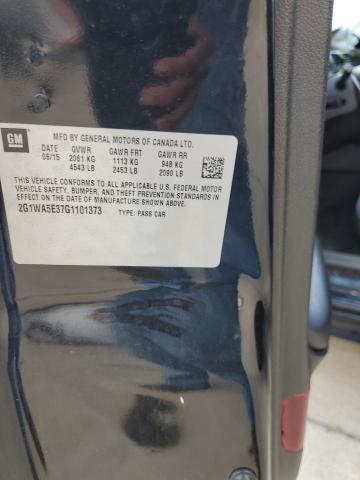 GM
MFD BY GENERAL MOTORS OF CANADA LTD.
DATE GVWR GAWR FRT GAWR RR
06/15 2061 KG 1113 KG 948 KG
4543 LB 2453 LB 2090 LB
THIS VEHICLE CONFORMS TO ALL APPLICABLE U.S. FEDERAL MOTOR
VEHICLE SAFETY, BUMPER, AND THEFT PREVENTION STANDARDS
IN EFFECT ON THE DATE OF MANUFACTURE SHOWN ABOVE.
2G1WA5E37G1101373 TYPE: PASS CAR